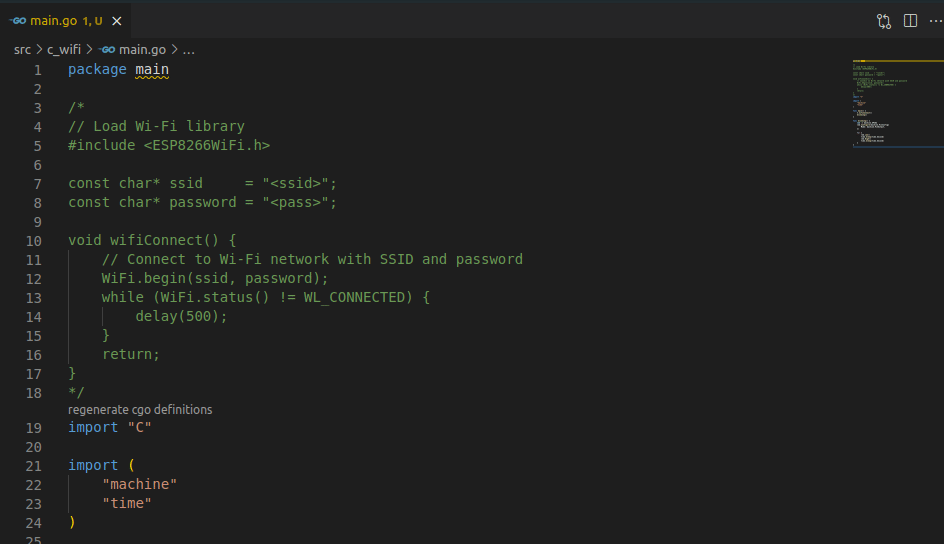 GO main.go 1, U ×
src > c_wifi > GO main.go > ...
1 package main
2
3 /*
4 // Load Wi-Fi library
5 #include <ESP8266WiFi.h>
6
7 const char* ssid     = "<ssid>";
8 const char* password = "<pass>";
9
10 void wifiConnect() {
11     // Connect to Wi-Fi network with SSID and password
12     WiFi.begin(ssid, password);
13     while (WiFi.status() != WL_CONNECTED) {
14         delay(500);
15     }
16     return;
17 }
18 */
regenerate cgo definitions
19 import "C"
20
21 import (
22     "machine"
23     "time"
24 )
25